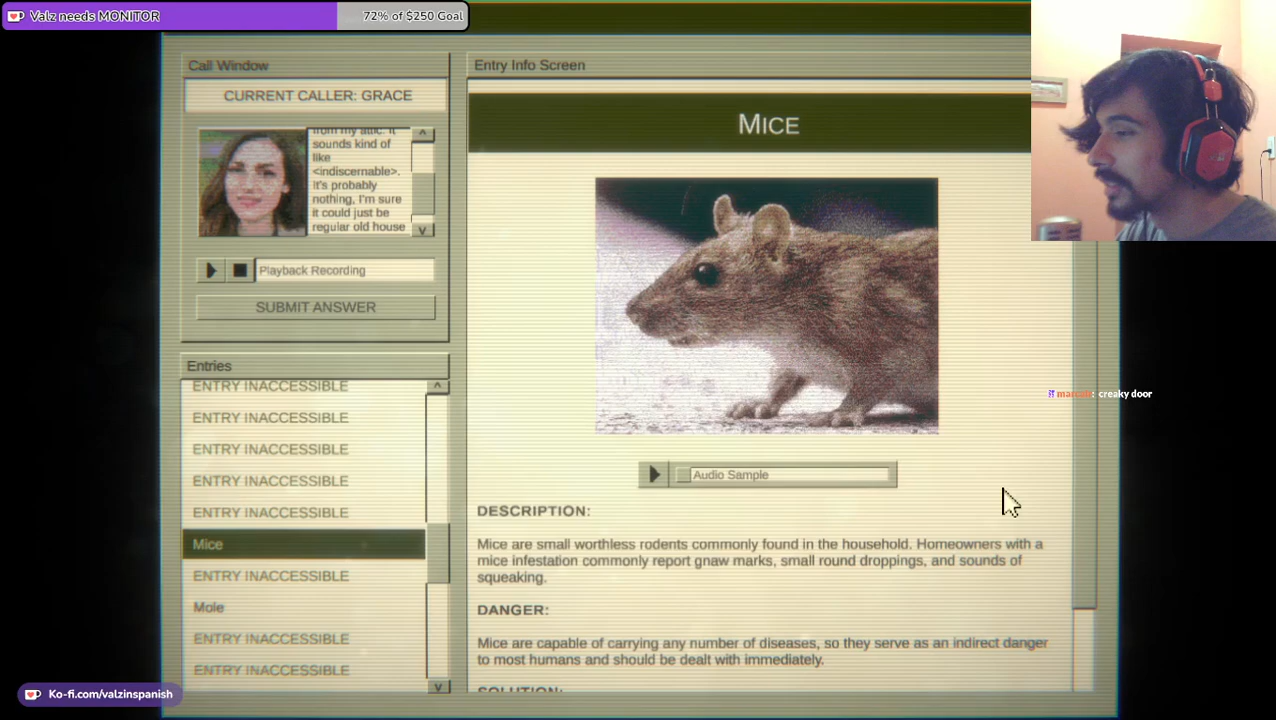 Valz needs MONITOR
72% of $250 Goal
Call Window
CURRENT CALLER: GRACE
from my attic. It
sounds kind of
like
<indiscernable>.
It's probably
nothing, I'm sure
it could just be
regular old house
Playback Recording
SUBMIT ANSWER
Entries
ENTRY INACCESSIBLE
ENTRY INACCESSIBLE
ENTRY INACCESSIBLE
ENTRY INACCESSIBLE
ENTRY INACCESSIBLE
Mice
ENTRY INACCESSIBLE
Mole
ENTRY INACCESSIBLE
ENTRY INACCESSIBLE
Entry Info Screen
MICE
Audio Sample
DESCRIPTION:
Mice are small worthless rodents commonly found in the household. Homeowners with a
mice infestation commonly report gnaw marks, small round droppings, and sounds of
squeaking.
DANGER:
Mice are capable of carrying any number of diseases, so they serve as an indirect danger
to most humans and should be dealt with immediately.
SOLUTION:
: creaky door
Ko-fi.com/valzinspanish